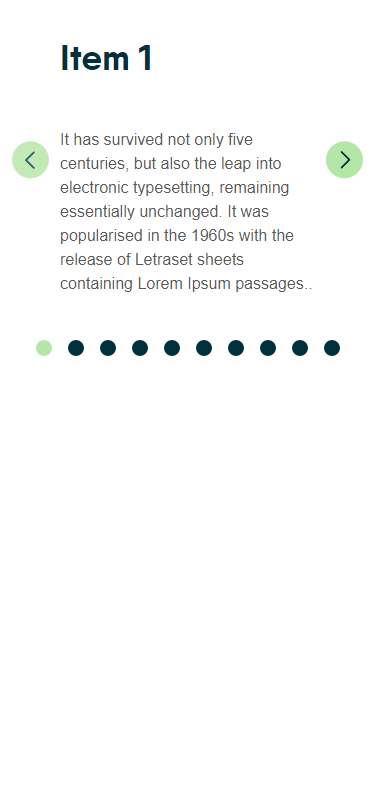 Item 1
It has survived not only five
centuries, but also the leap into
electronic typesetting, remaining
essentially unchanged. It was
popularised in the 1960s with the
release of Letraset sheets
containing Lorem Ipsum passages..